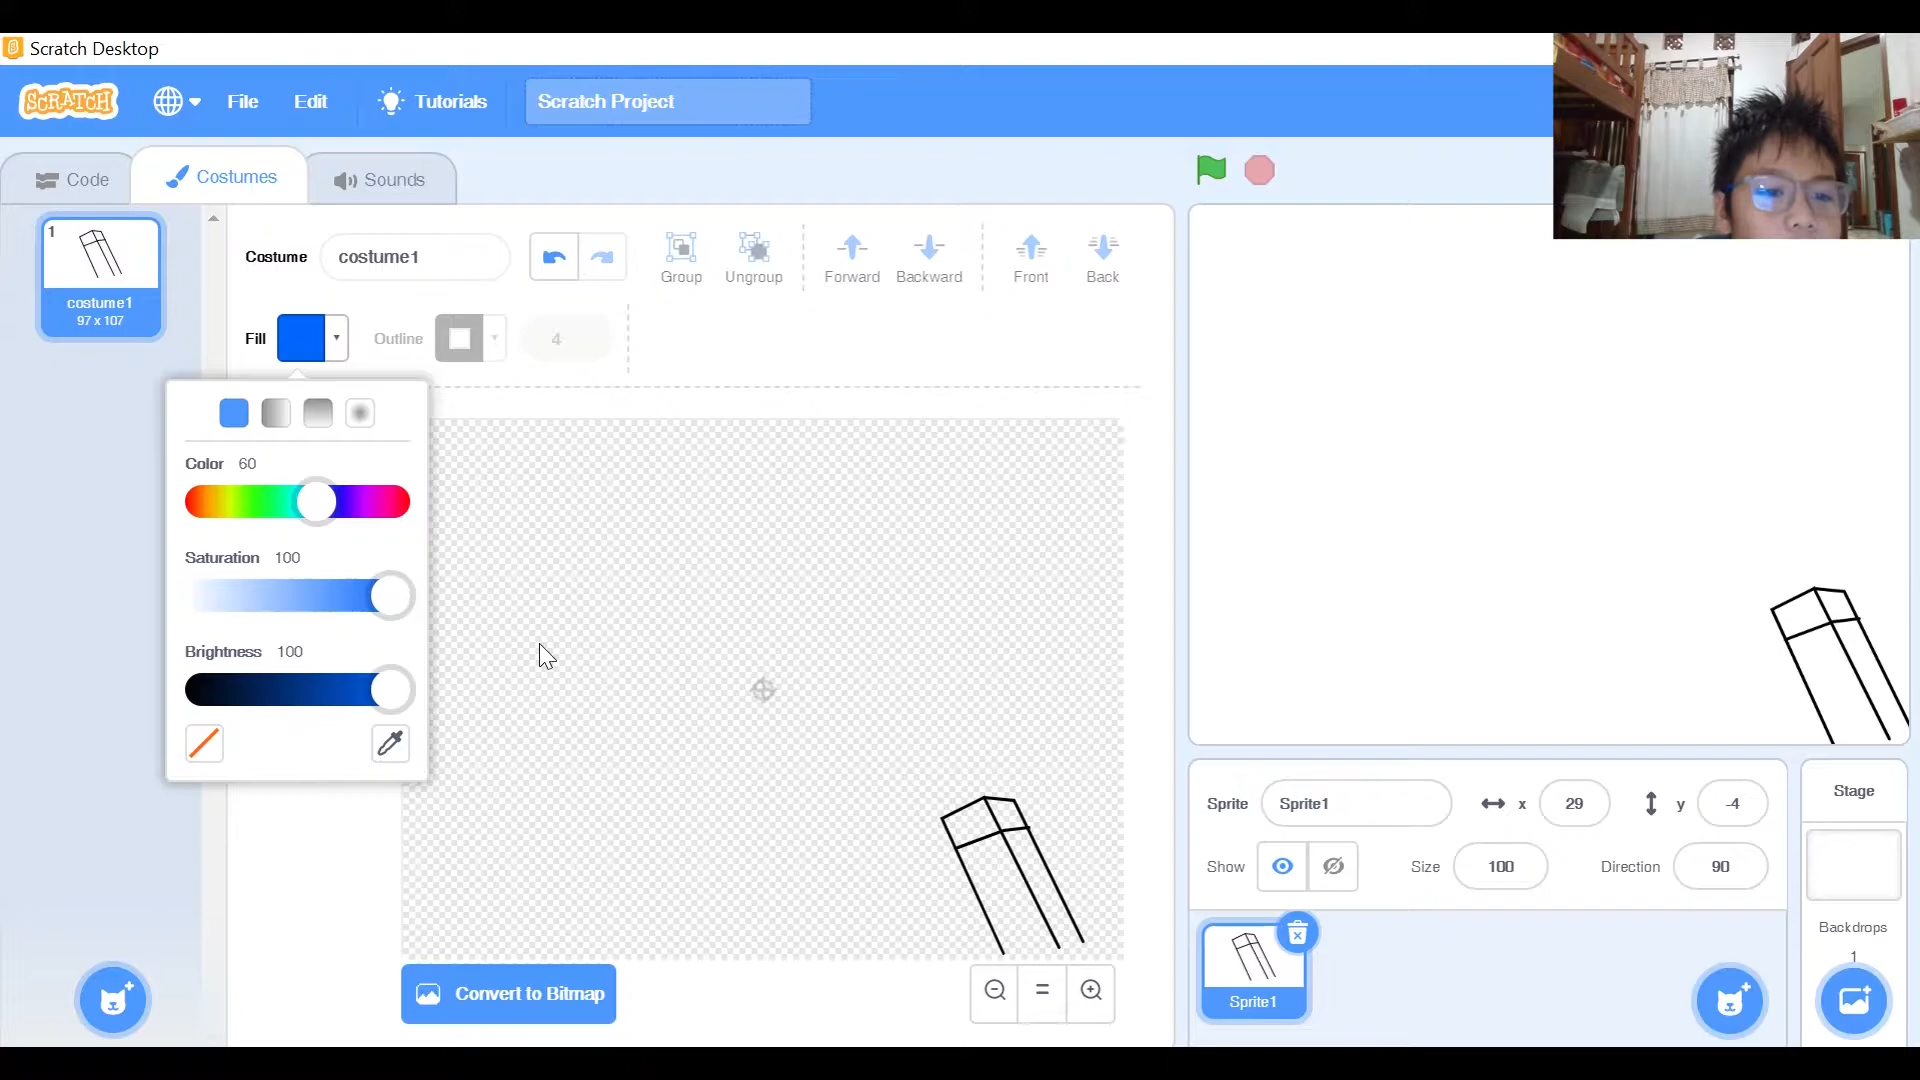 Scratch Desktop
SCRATCH
File
Edit
Tutorials
Scratch Project
Code
Costumes
Sounds
1
costume1
97 x 107
Costume
costume1
Group
Ungroup
Forward
Backward
Front
Back
Fill
Outline
4
Color 60
Saturation 100
Brightness 100
Convert to Bitmap
Sprite
Sprite1
x
29
y
-4
Show
Size
100
Direction
90
Sprite1
Stage
Backdrops
1